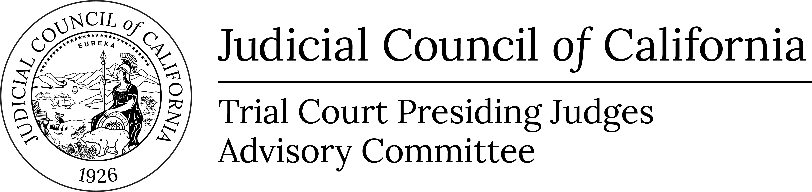 JUDICIAL COUNCIL of CALIFORNIA
EUREKA
1926
Judicial Council of California
Trial Court Presiding Judges
Advisory Committee